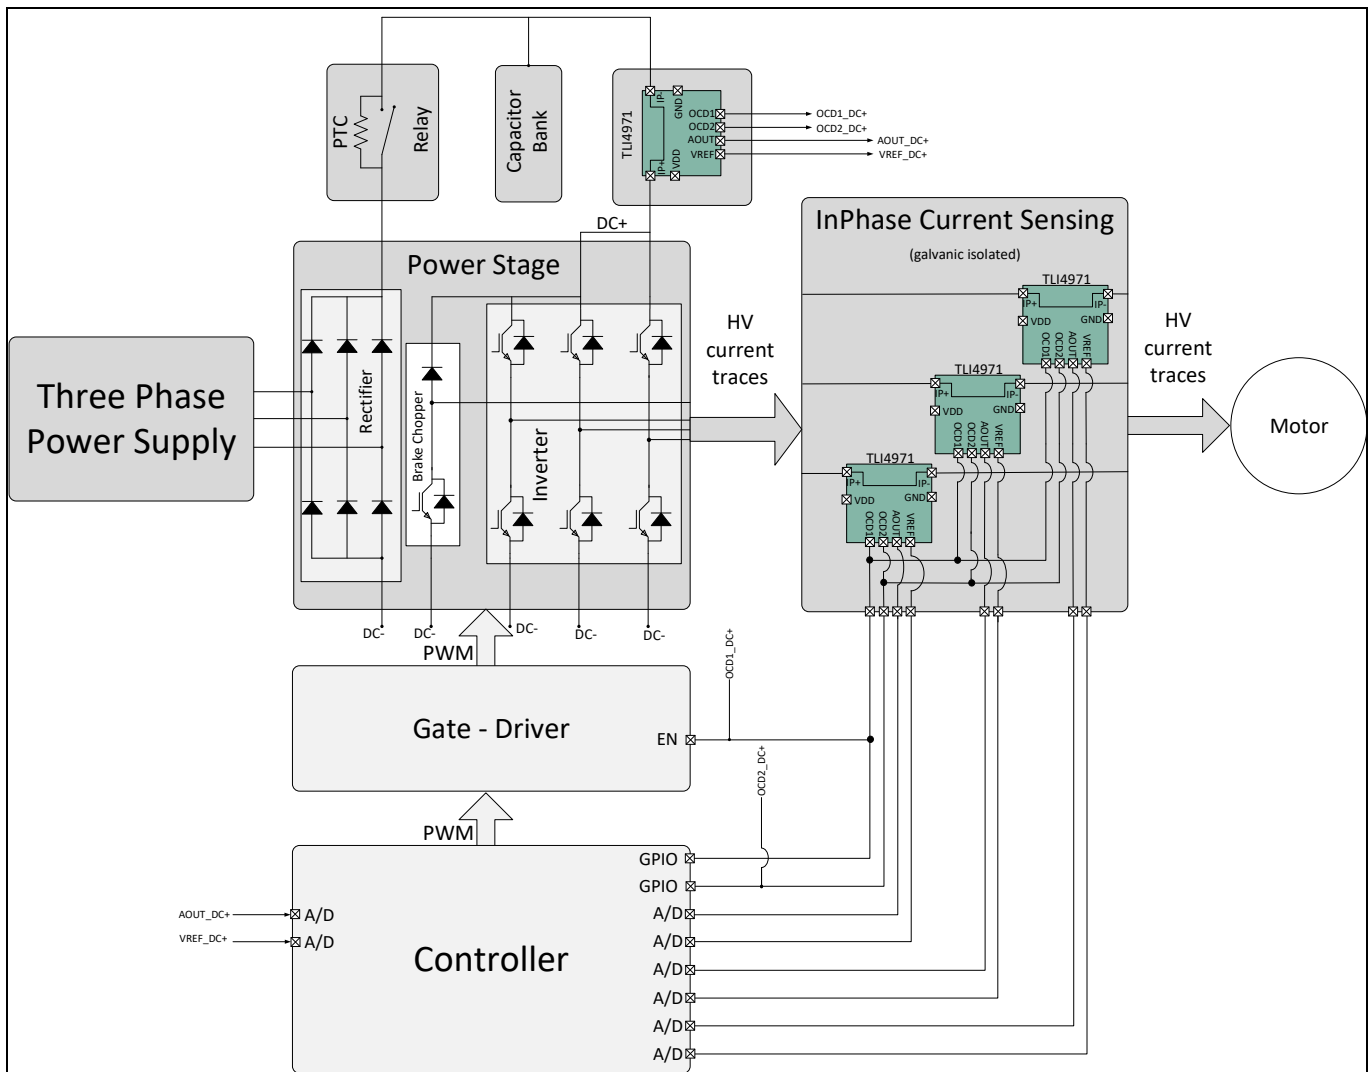 PTC
Relay
Capacitor
Bank
TLI4971
IP-
GND
OCD1
OCD2
AOUT
VREF
IP+
VDD
OCD1_DC+
OCD2_DC+
AOUT_DC+
VREF_DC+
DC+
Power Stage
Three Phase
Power Supply
Rectifier
Brake Chopper
Inverter
HV
current
traces
InPhase Current Sensing
(galvanic isolated)
TLI4971
IP+
IP-
VDD
GND
OCD1
OCD2
AOUT
VREF
TLI4971
IP+
IP-
VDD
GND
OCD1
OCD2
AOUT
VREF
TLI4971
IP+
IP-
VDD
GND
OCD1
OCD2
AOUT
VREF
HV
current
traces
Motor
DC-
DC-
DC-
DC-
DC-
PWM
Gate - Driver
EN
OCD1_DC+
OCD2_DC+
PWM
Controller
AOUT_DC+
VREF_DC+
A/D
A/D
GPIO
GPIO
A/D
A/D
A/D
A/D
A/D
A/D